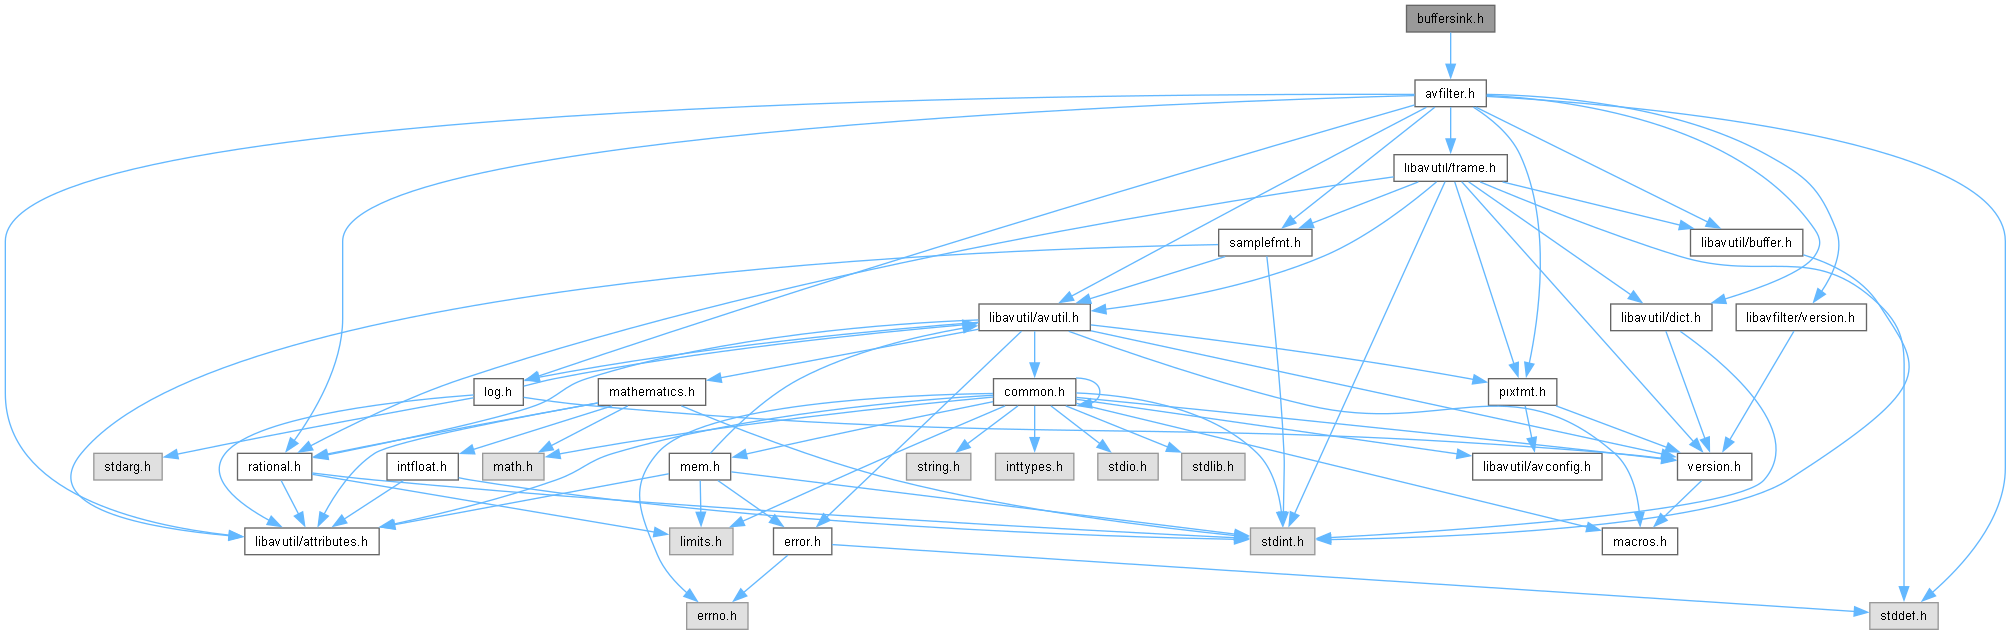 buffersink.h
avfilter.h
libavutil/frame.h
samplefmt.h
libavutil/buffer.h
libavutil/avutil.h
libavutil/dict.h
libavfilter/version.h
log.h
mathematics.h
common.h
pixfmt.h
stdarg.h
rational.h
intfloat.h
math.h
mem.h
string.h
inttypes.h
stdio.h
stdlib.h
libavutil/avconfig.h
version.h
libavutil/attributes.h
limits.h
error.h
stdint.h
macros.h
errno.h
stddef.h